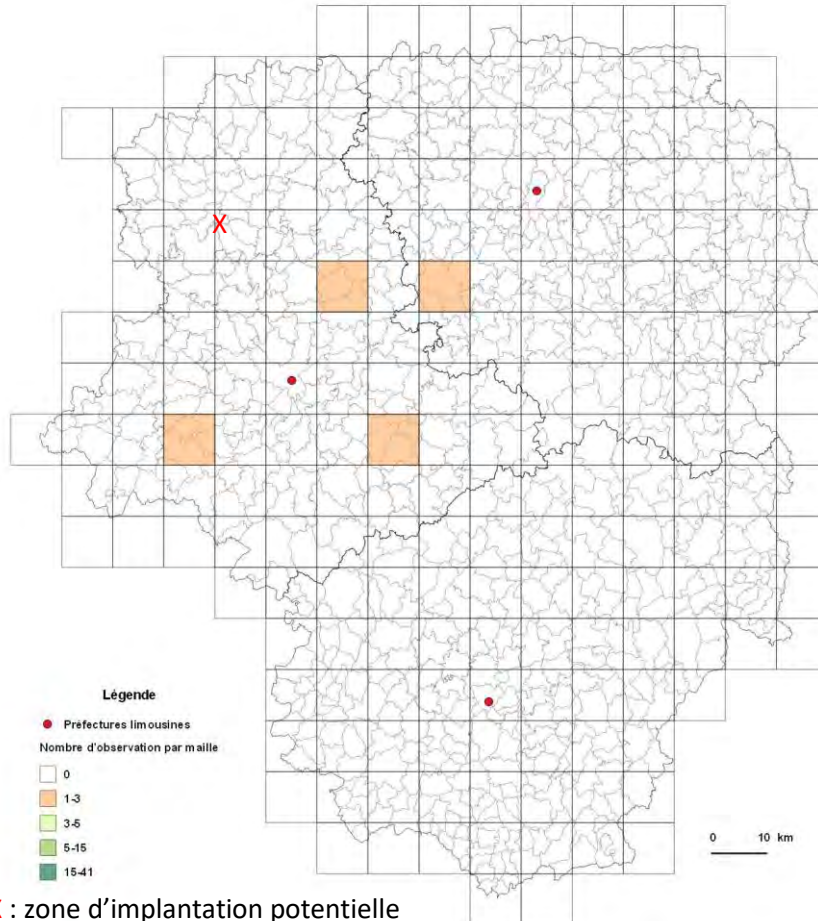 X
Légende
Préfectures limousines
Nombre d'observation par maille
0
1-3
3-5
5-15
15-41
0 10 km
X : zone d'implantation potentielle